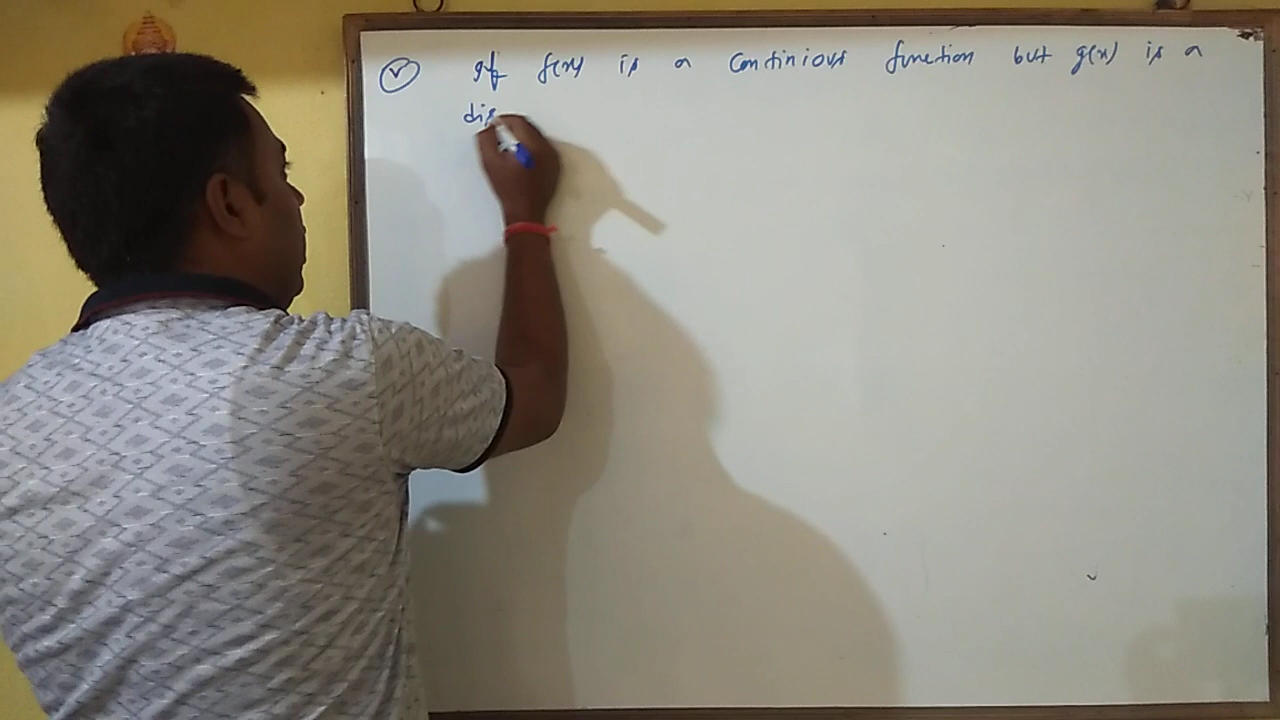 (v) If f(x) is a continious function but g(x) is a
dis